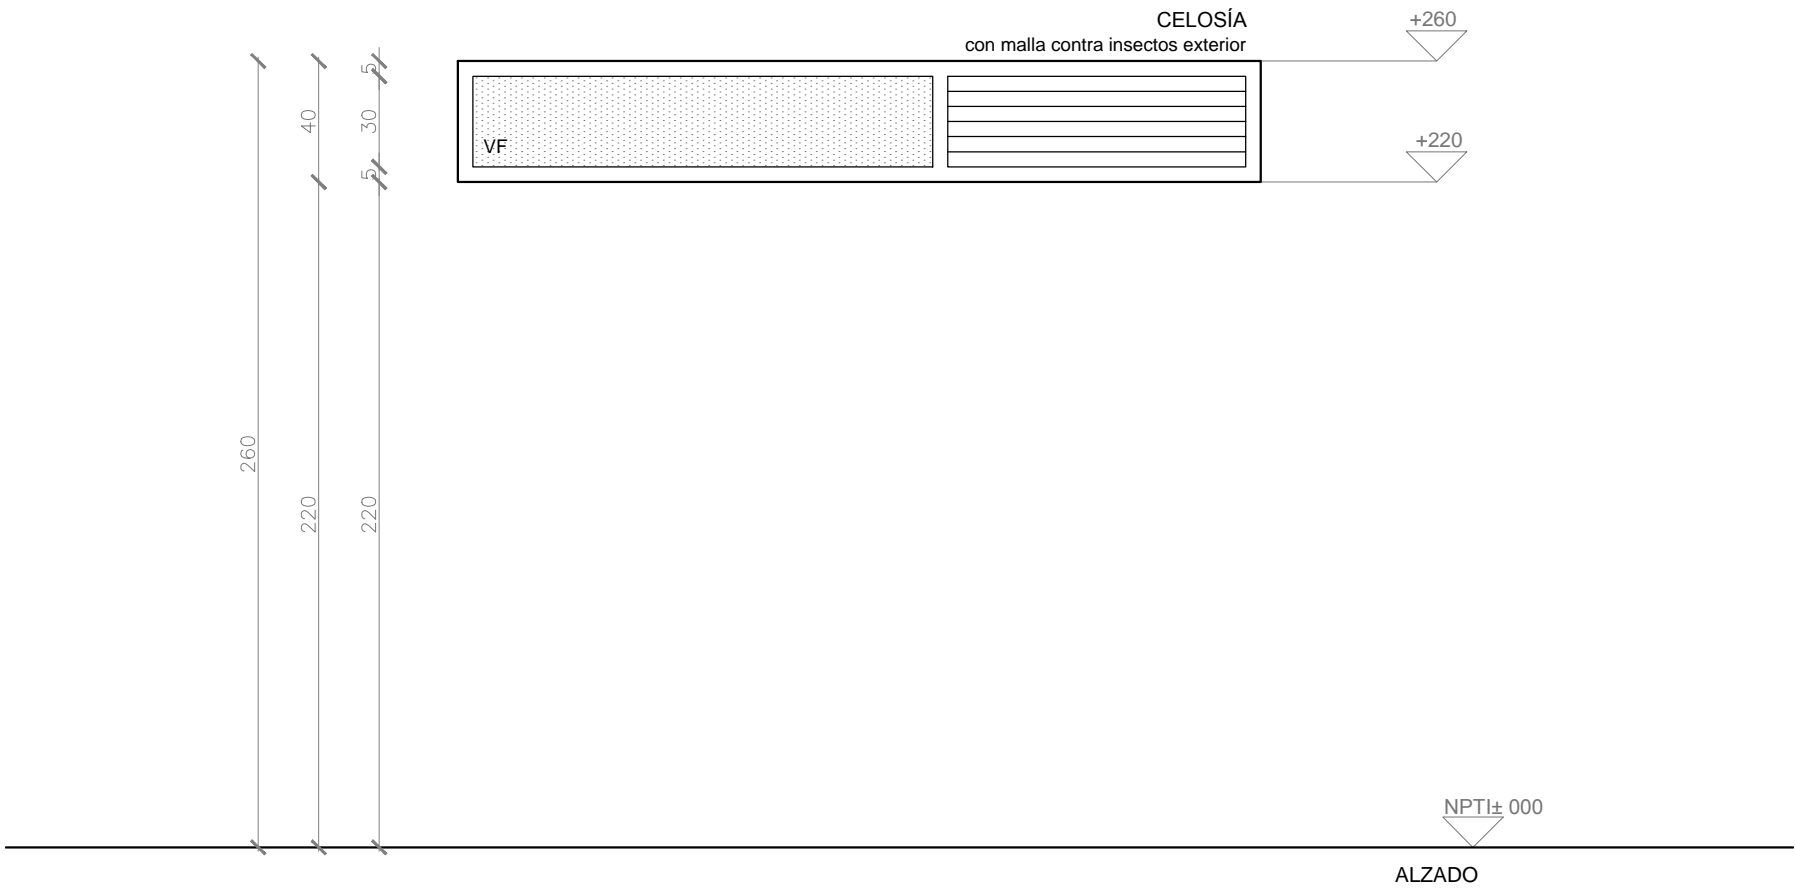 CELOSÍA
con malla contra insectos exterior
+260
5
40
30
VF
+220
5
260
220
220
NPTI± 000
ALZADO